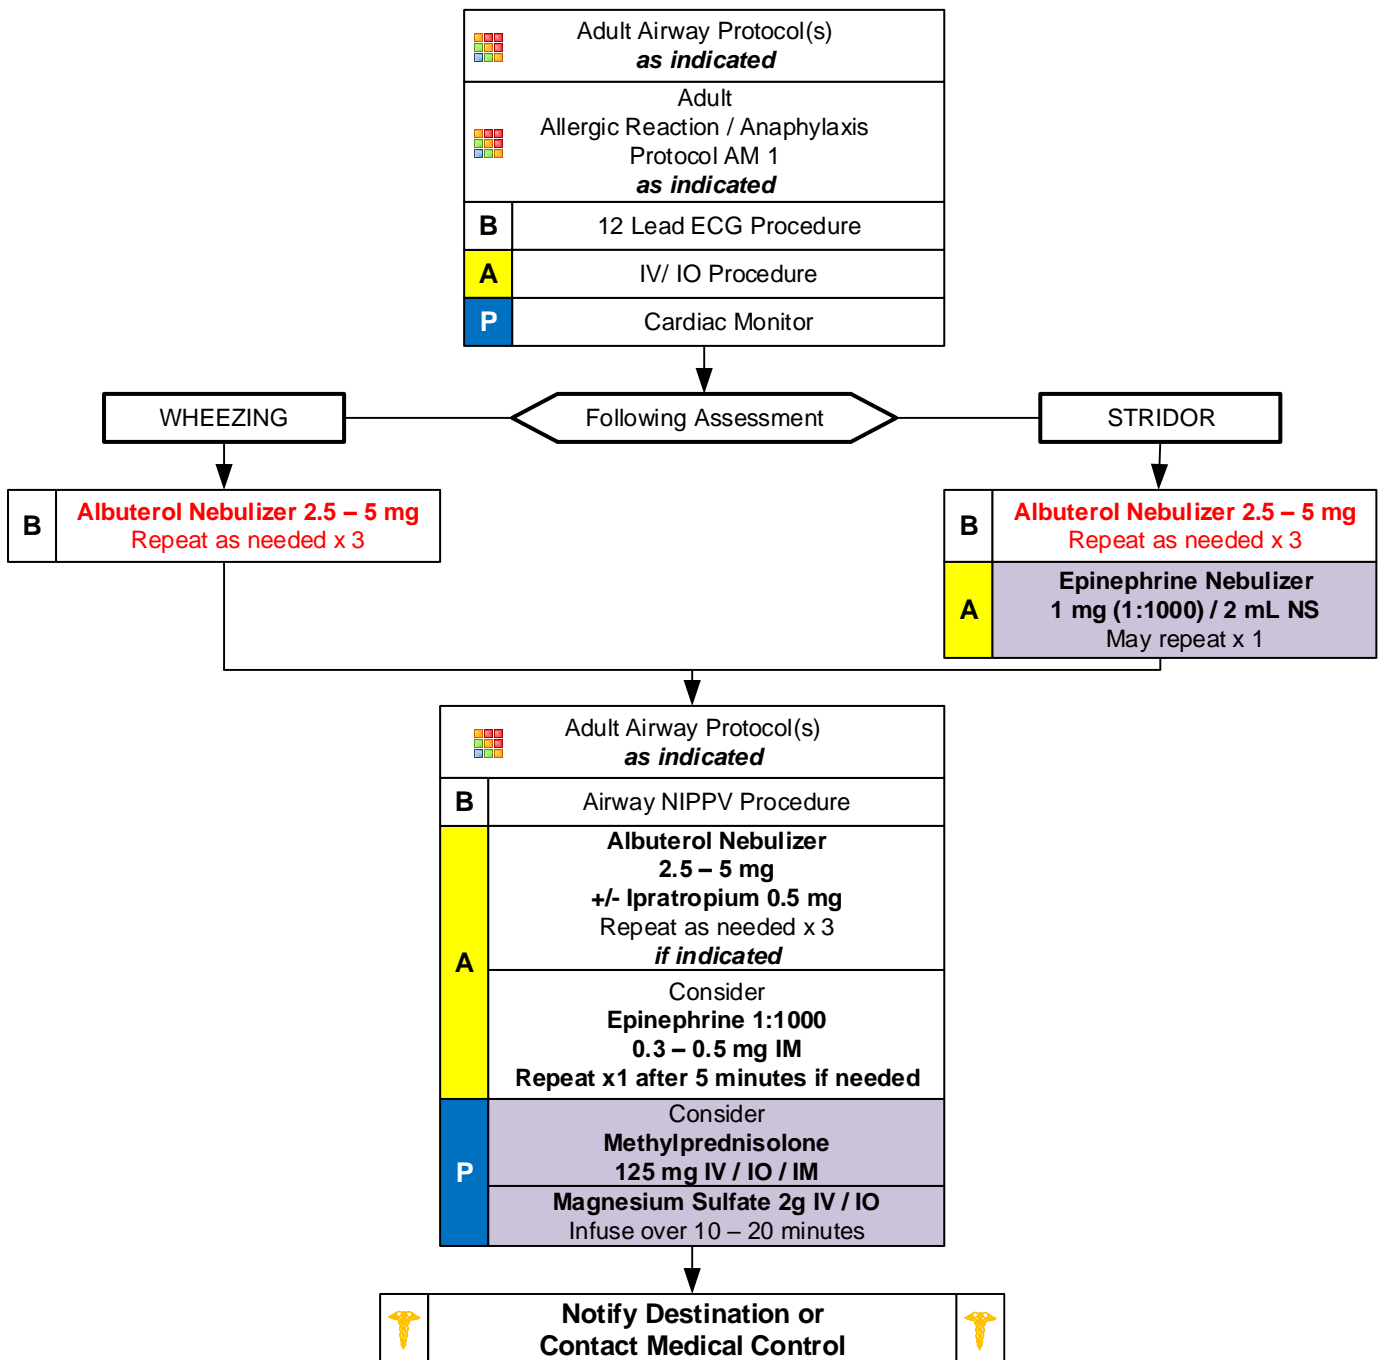 Adult Airway Protocol(s)
as indicated
Adult
Allergic Reaction / Anaphylaxis
Protocol AM 1
as indicated
B
12 Lead ECG Procedure
A
IV/ IO Procedure
P
Cardiac Monitor
WHEEZING
Following Assessment
STRIDOR
B
Albuterol Nebulizer 2.5 – 5 mg
Repeat as needed x 3
B
Albuterol Nebulizer 2.5 – 5 mg
Repeat as needed x 3
A
Epinephrine Nebulizer
1 mg (1:1000) / 2 mL NS
May repeat x 1
Adult Airway Protocol(s)
as indicated
B
Airway NIPPV Procedure
A
Albuterol Nebulizer
2.5 – 5 mg
+/- Ipratropium 0.5 mg
Repeat as needed x 3
if indicated
Consider
Epinephrine 1:1000
0.3 – 0.5 mg IM
Repeat x1 after 5 minutes if needed
P
Consider
Methylprednisolone
125 mg IV / IO / IM
Magnesium Sulfate 2g IV / IO
Infuse over 10 – 20 minutes
Notify Destination or
Contact Medical Control